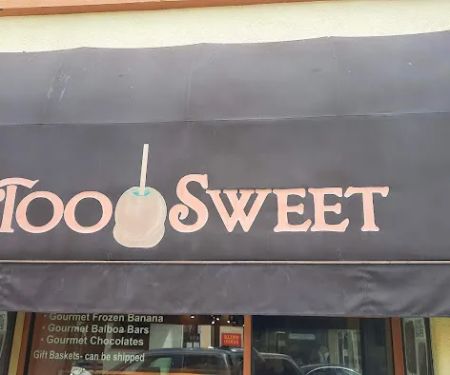 Too Sweet
• Gourmet Frozen Banana
• Gourmet Balboa Bars
• Gourmet Chocolates
Gift Baskets- can be shipped